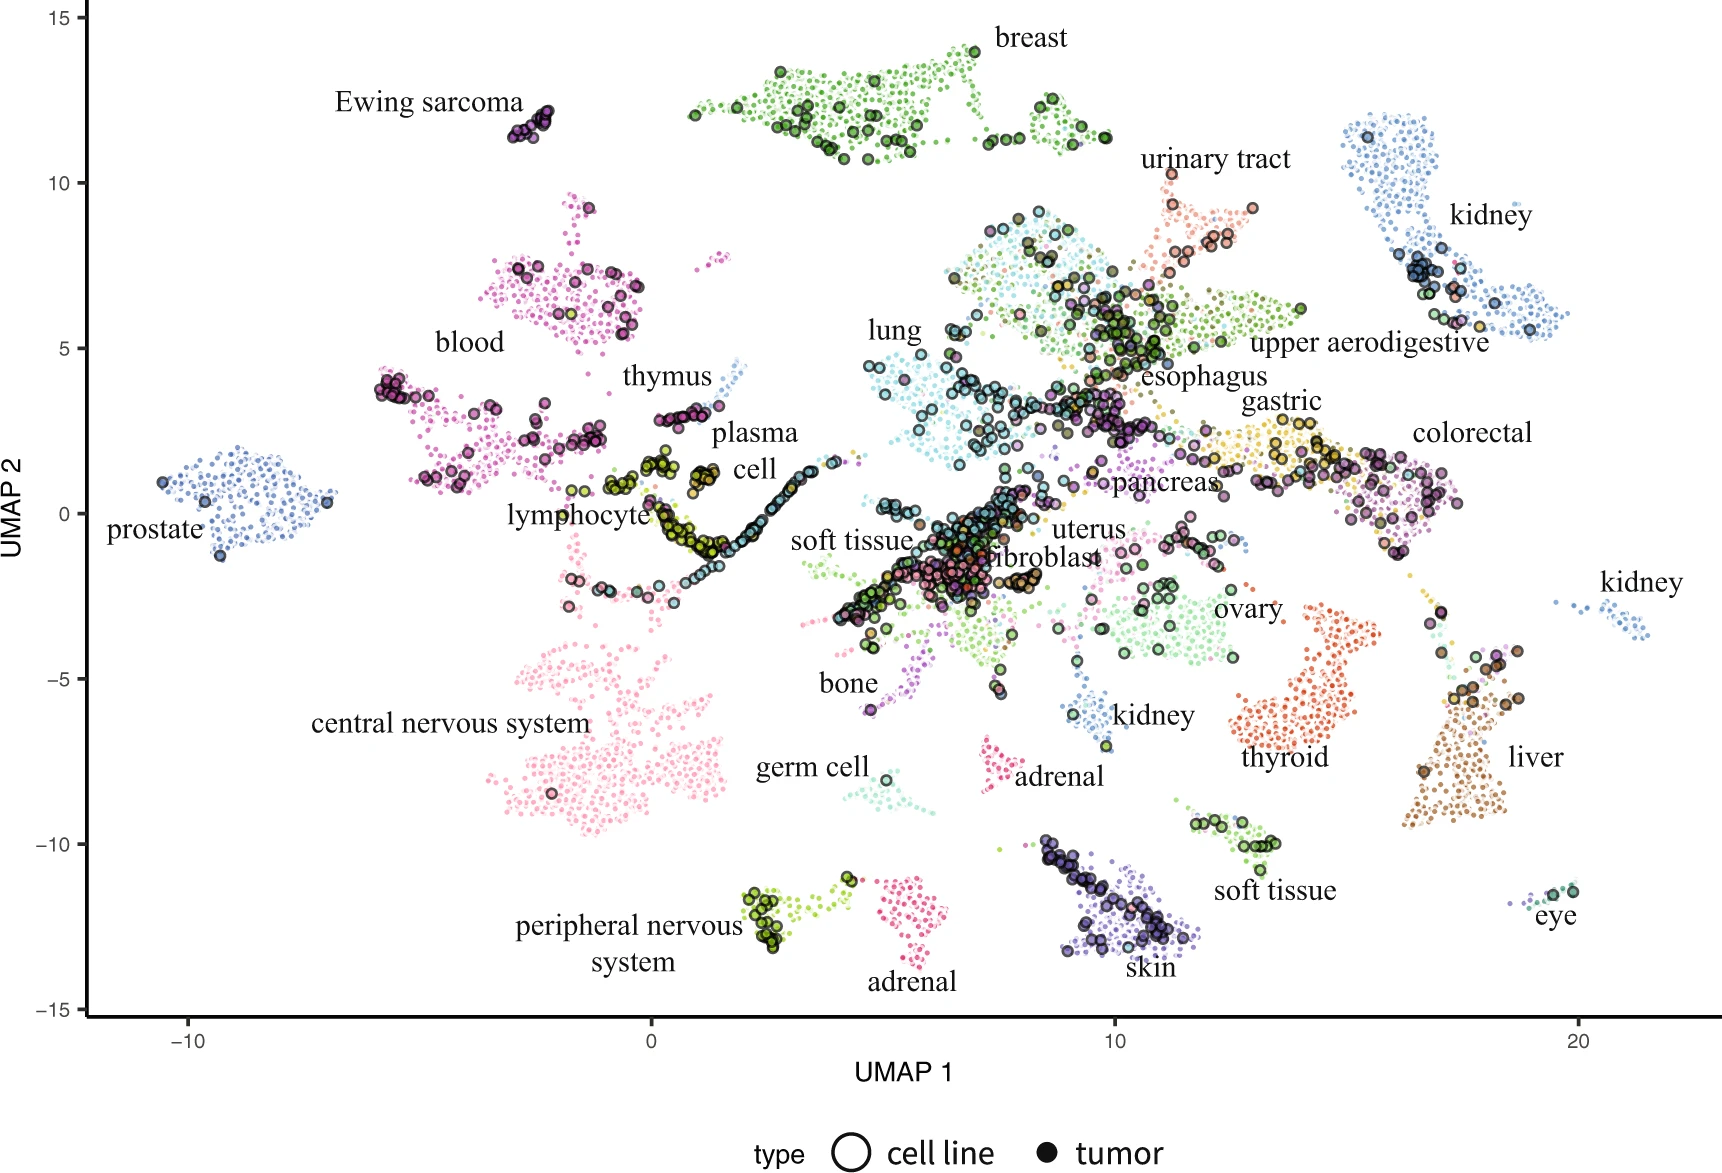 15
breast
Ewing sarcoma
urinary tract
10
kidney
lung
blood
5
upper aerodigestive
thymus
esophagus
gastric
plasma
cell
colorectal
pancreas
lymphocyte
0
prostate
uterus
soft tissue
fibroblast
kidney
ovary
−5
bone
central nervous system
kidney
thyroid
liver
germ cell
adrenal
−10
soft tissue
peripheral nervous
system
eye
skin
adrenal
−15
UMAP 2
−10
0
10
20
UMAP 1
type
cell line
tumor